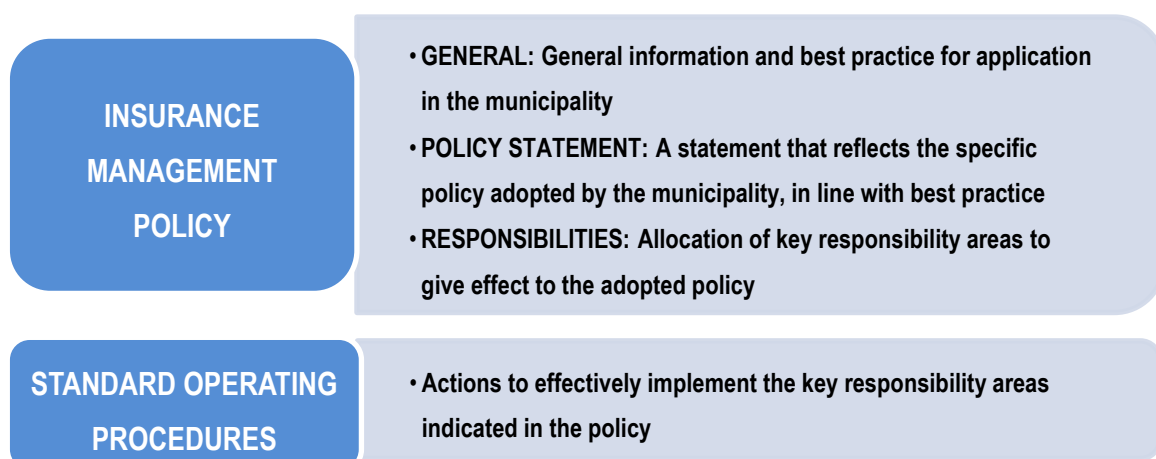 INSURANCE
MANAGEMENT
POLICY
• GENERAL: General information and best practice for application
in the municipality
• POLICY STATEMENT: A statement that reflects the specific
policy adopted by the municipality, in line with best practice
• RESPONSIBILITIES: Allocation of key responsibility areas to
give effect to the adopted policy
STANDARD OPERATING
PROCEDURES
• Actions to effectively implement the key responsibility areas
indicated in the policy